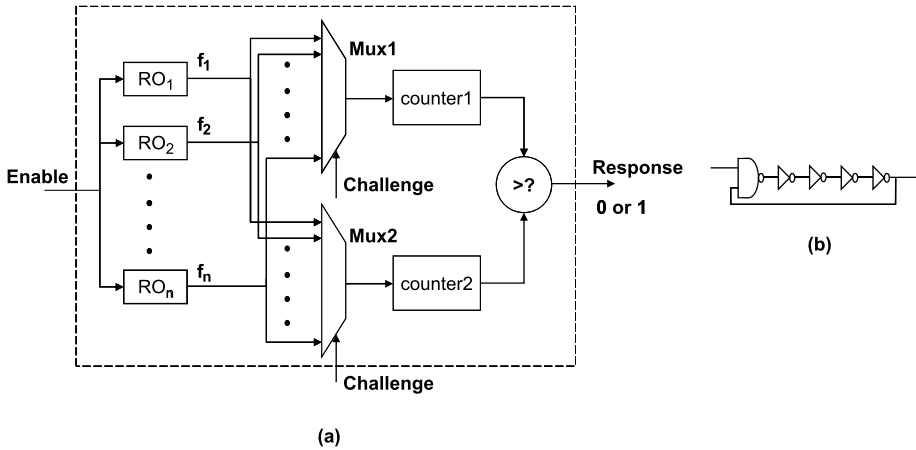 Enable
RO1
f1
RO2
f2
ROn
fn
Mux1
Challenge
counter1
Mux2
Challenge
counter2
>?
Response
0 or 1
(a)
(b)